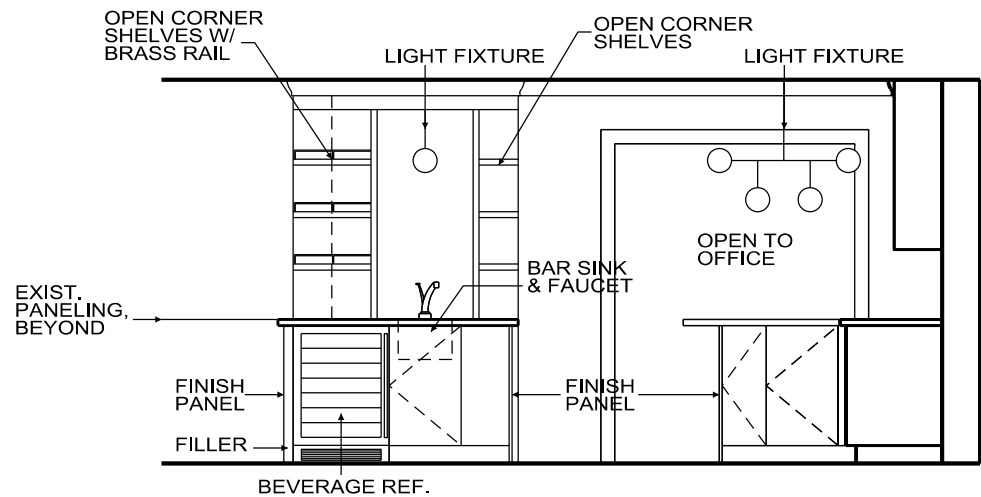 OPEN CORNER
SHELVES W/
BRASS RAIL
LIGHT FIXTURE
OPEN CORNER
SHELVES
LIGHT FIXTURE
OPEN TO
OFFICE
BAR SINK
& FAUCET
EXIST.
PANELING,
BEYOND
FINISH
PANEL
FINISH
PANEL
FILLER
BEVERAGE REF.